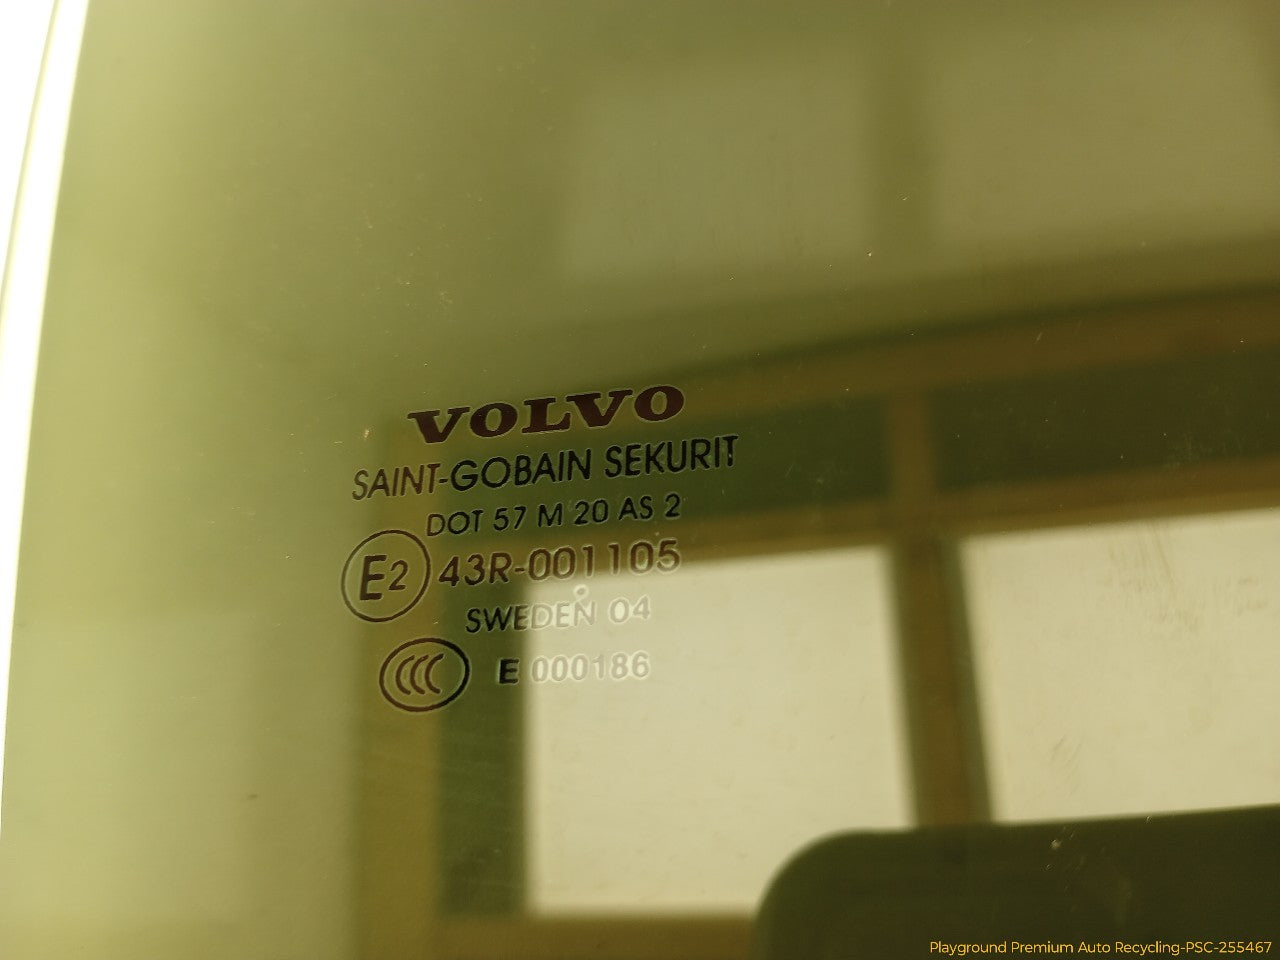 VOLVO
SAINT-GOBAIN SEKURIT
DOT 57 M 20 AS 2
E2 43R-001105
SWEDEN 04
CCC E 000186
Playground Premium Auto Recycling-PSC-255467